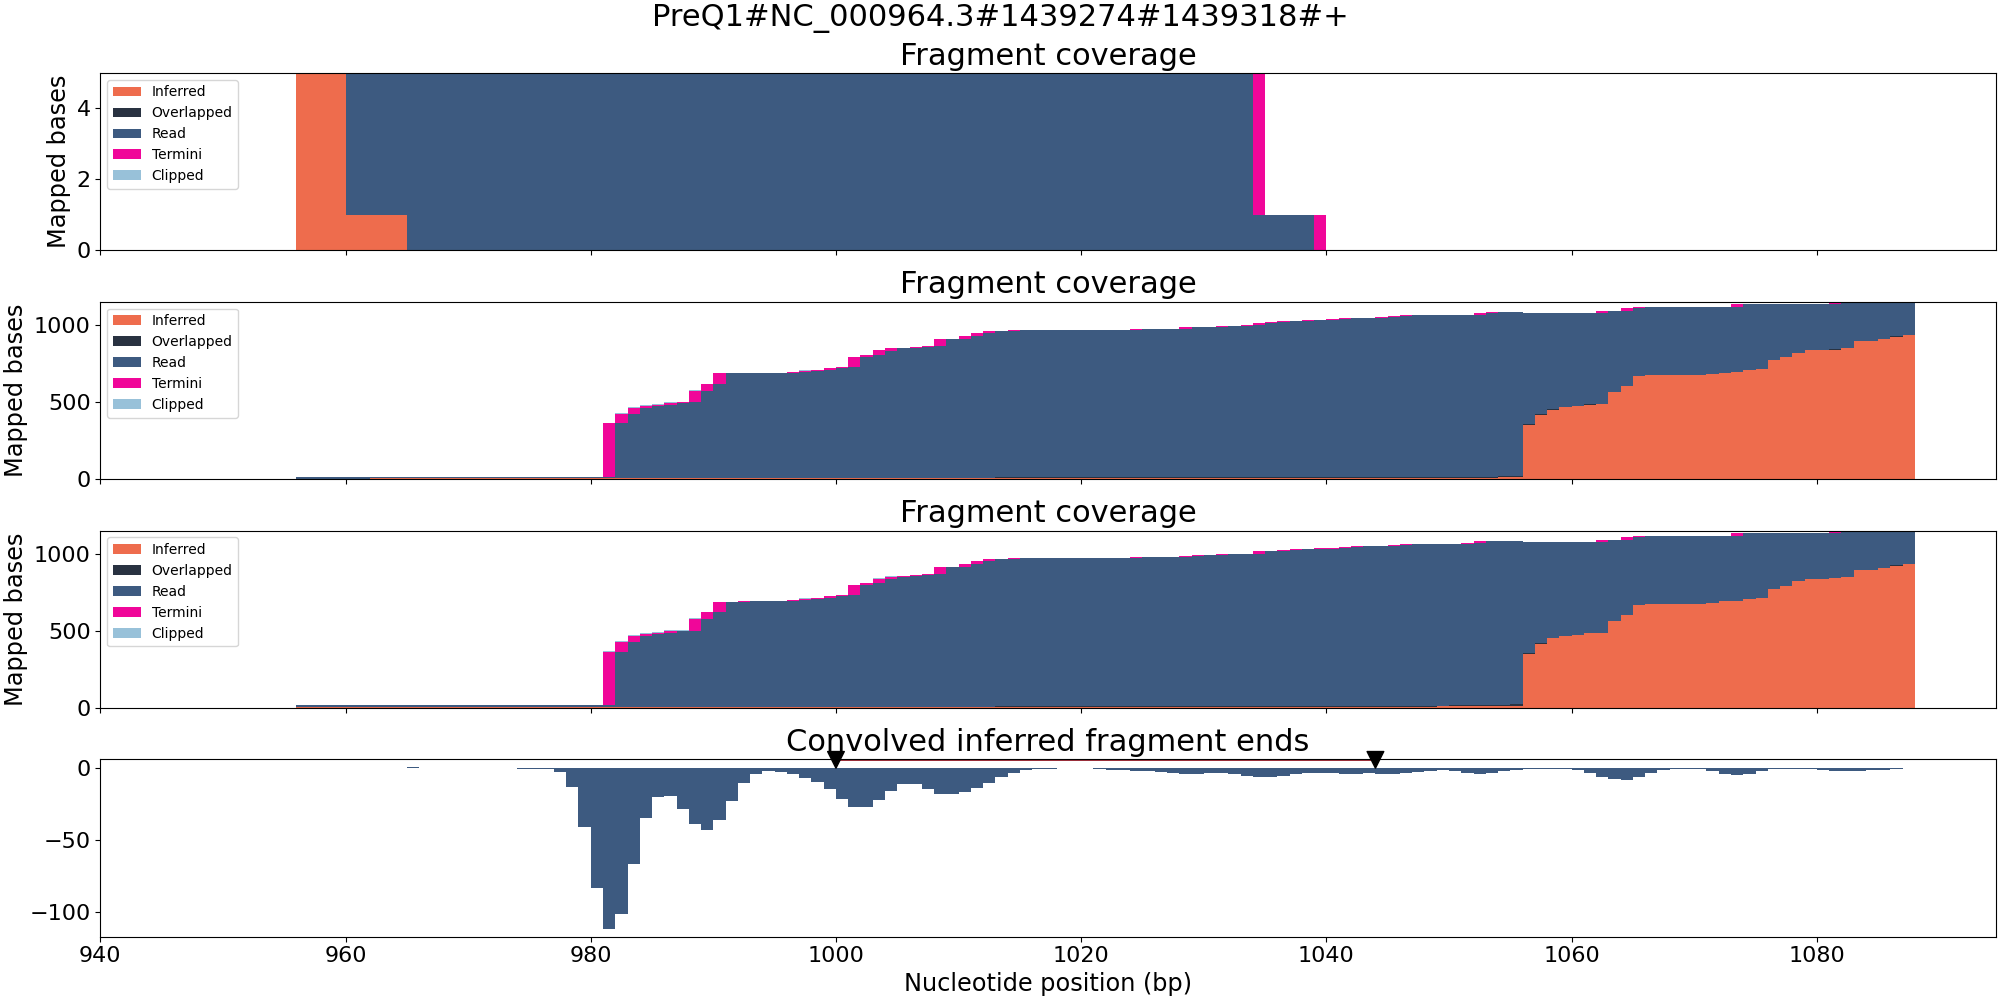 PreQ1#NC_000964.3#1439274#1439318#+
Fragment coverage
Mapped bases
4
2
0
Inferred
Overlapped
Read
Termini
Clipped
Fragment coverage
Mapped bases
1000
500
0
Inferred
Overlapped
Read
Termini
Clipped
Fragment coverage
Mapped bases
1000
500
0
Inferred
Overlapped
Read
Termini
Clipped
Convolved inferred fragment ends
0
−50
−100
940 960 980 1000 1020 1040 1060 1080
Nucleotide position (bp)